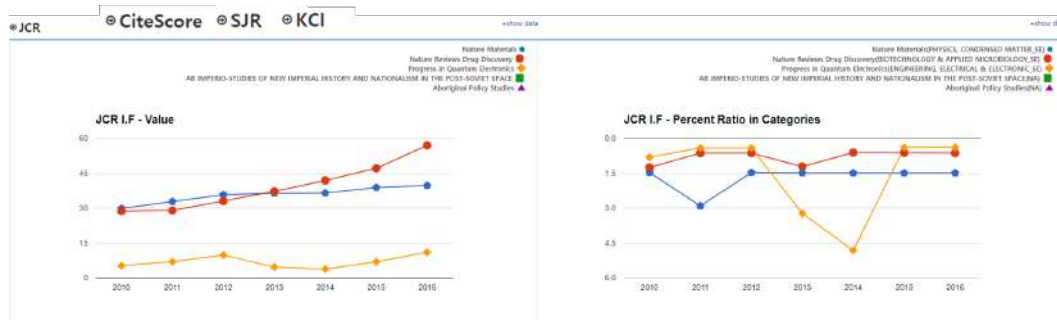 JCR
CiteScore
SJR
KCI
+show data
Nature Materials
Nature Reviews Drug Discovery
Progress in Quantum Electronics
AB IMPERIO-STUDIES OF NEW IMPERIAL HISTORY AND NATIONALISM IN THE POST-SOVIET SPACE
Aboriginal Policy Studies
JCR I.F - Value
60
45
30
15
0
2010 2011 2012 2013 2014 2015 2016
+show d
Nature Materials(PHYSICS, CONDENSED MATTER_SE)
Nature Reviews Drug Discovery(BIOTECHNOLOGY & APPLIED MICROBIOLOGY_SE)
Progress in Quantum Electronics(ENGINEERING, ELECTRICAL & ELECTRONIC_SE)
AB IMPERIO-STUDIES OF NEW IMPERIAL HISTORY AND NATIONALISM IN THE POST-SOVIET SPACE(NA)
Aboriginal Policy Studies(NA)
JCR I.F - Percent Ratio in Categories
0.0
1.5
3.0
4.5
6.0
2010 2011 2012 2013 2014 2015 2016